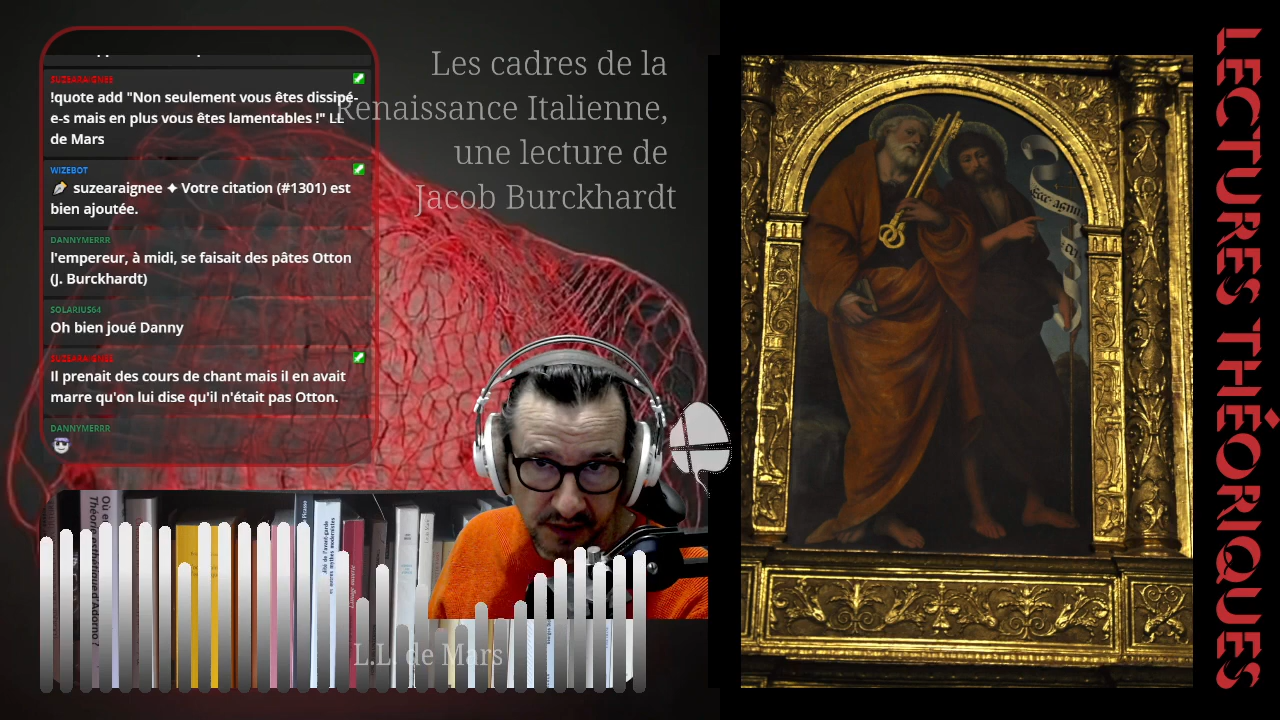 SUZEARAIGNEE
!quote add "Non seulement vous êtes dissipé-
e-s mais en plus vous êtes lamentables !" LL
de Mars
WIZEBOT
suzearaignee ✦ Votre citation (#1301) est
bien ajoutée.
DANNYMERRR
l'empereur, à midi, se faisait des pâtes Otton
(J. Burckhardt)
SOLARIUS64
Oh bien joué Danny
SUZEARAIGNEE
Il prenait des cours de chant mais il en avait
marre qu'on lui dise qu'il n'était pas Otton.
DANNYMERRR
Les cadres de la
Renaissance Italienne,
une lecture de
Jacob Burckhardt
L.L. de Mars
LECTURES THÉORIQUES